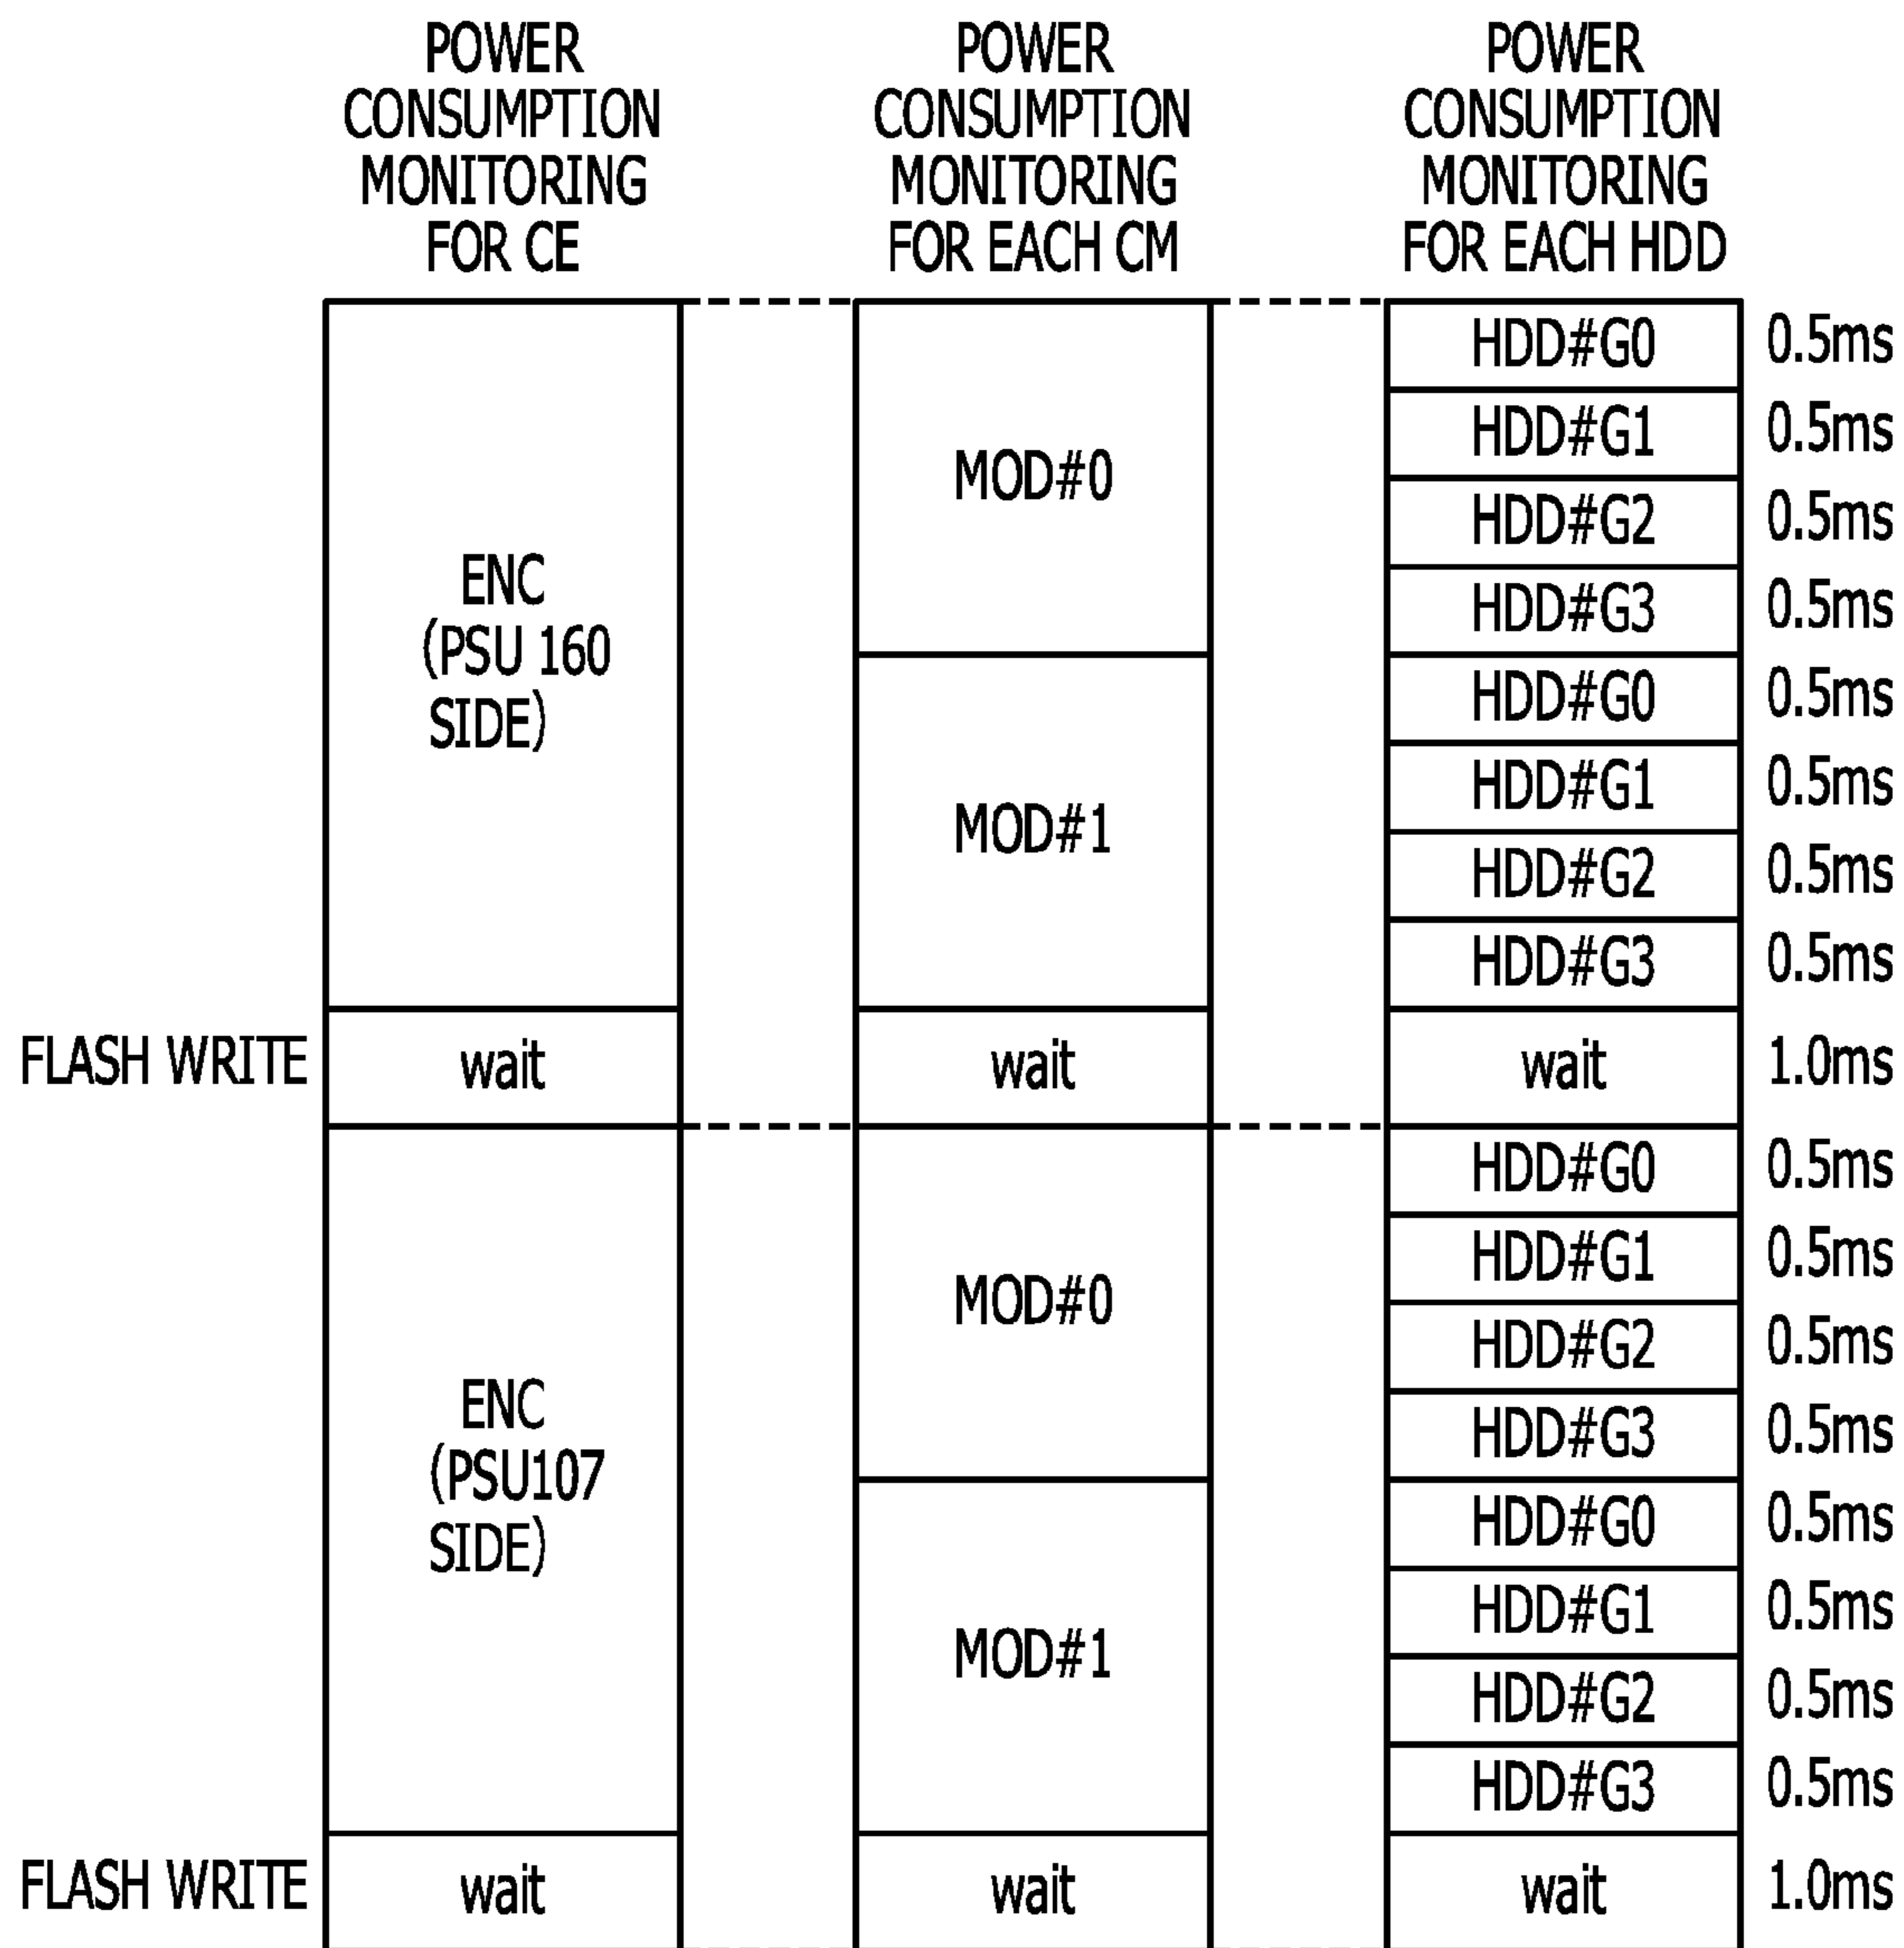 POWER
CONSUMPTION
MONITORING
FOR CE
POWER
CONSUMPTION
MONITORING
FOR EACH CM
POWER
CONSUMPTION
MONITORING
FOR EACH HDD
ENC
(PSU 160
SIDE)
MOD#0
MOD#1
HDD#G0 0.5ms
HDD#G1 0.5ms
HDD#G2 0.5ms
HDD#G3 0.5ms
HDD#G0 0.5ms
HDD#G1 0.5ms
HDD#G2 0.5ms
HDD#G3 0.5ms
FLASH WRITE wait wait wait 1.0ms
ENC
(PSU107
SIDE)
MOD#0
MOD#1
HDD#G0 0.5ms
HDD#G1 0.5ms
HDD#G2 0.5ms
HDD#G3 0.5ms
HDD#G0 0.5ms
HDD#G1 0.5ms
HDD#G2 0.5ms
HDD#G3 0.5ms
FLASH WRITE wait wait wait 1.0ms